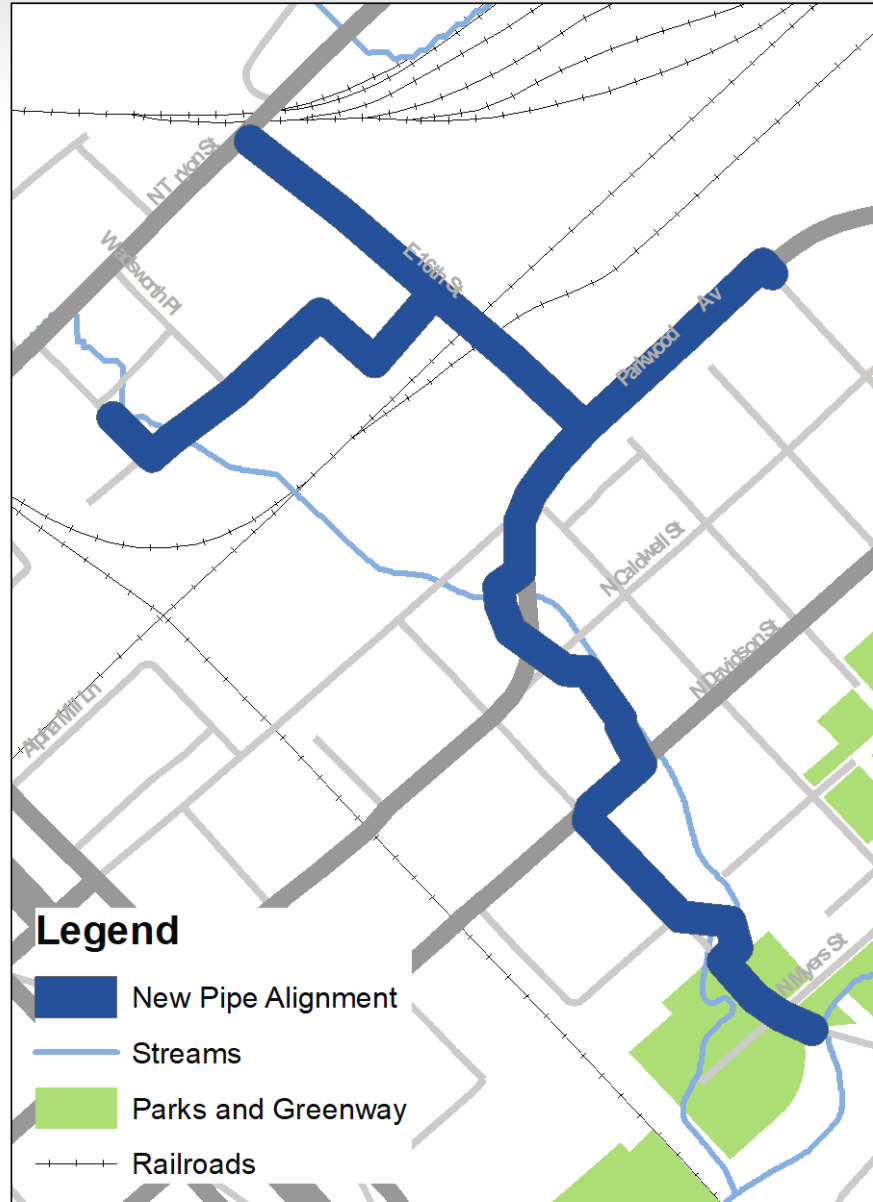 N Tryon St
Wadsworth Pl
E 16th St
Parkwood Av
N Caldwell St
N Davidson St
Alpha Mill Ln
N Myers St
Legend
New Pipe Alignment
Streams
Parks and Greenway
Railroads